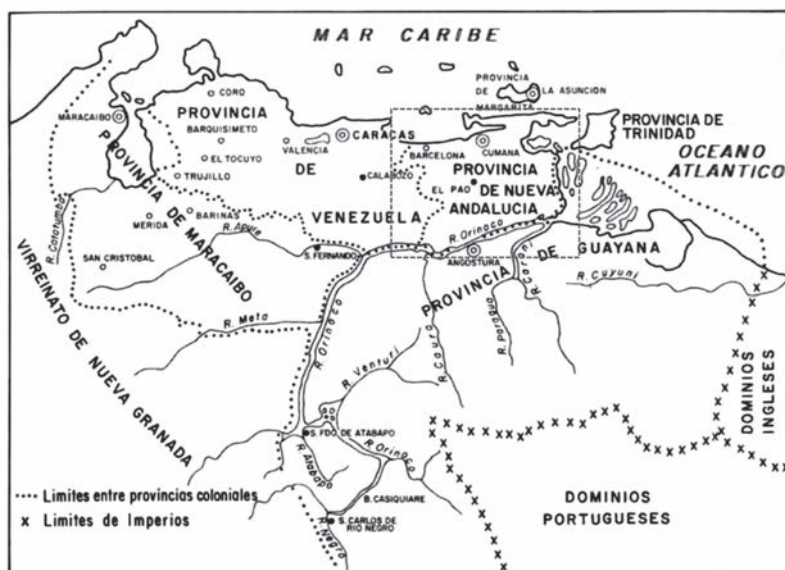 MAR CARIBE
PROVINCIA
DE
MARGARITA
LA ASUNCION
CORO
MARACAIBO
PROVINCIA
BARQUISIMETO
VALENCIA
CARACAS
EL TOCUYO
DE
TRUJILLO
CALABOZO
BARCELONA
CUMANA
PROVINCIA DE
TRINIDAD
OCEANO
ATLÁNTICO
EL PAO
PROVINCIA
DE NUEVA
ANDALUCIA
PROVINCIA DE MARACAIBO
R. Catatumbo
MERIDA
BARINAS
VENEZUELA
R. Apure
S. FERNANDO
R. Orinoco
ANGOSTURA
SAN CRISTOBAL
PROVINCIA
DE GUAYANA
R. Caroni
R. Cuyuni
R. Meta
R. Orinoco
R. Caura
R. Paragua
VIRREINATO DE NUEVA GRANADA
R. Venturi
DOMINIOS
INGLESES
S. FDO DE ATABAPO
R. Orinoco
R. Atabapo
B. CASIQUIARE
DOMINIOS
PORTUGUESES
S. CARLOS DE
RIO NEGRO
R. Negro
Limites entre provincias coloniales
x Limites de Imperios